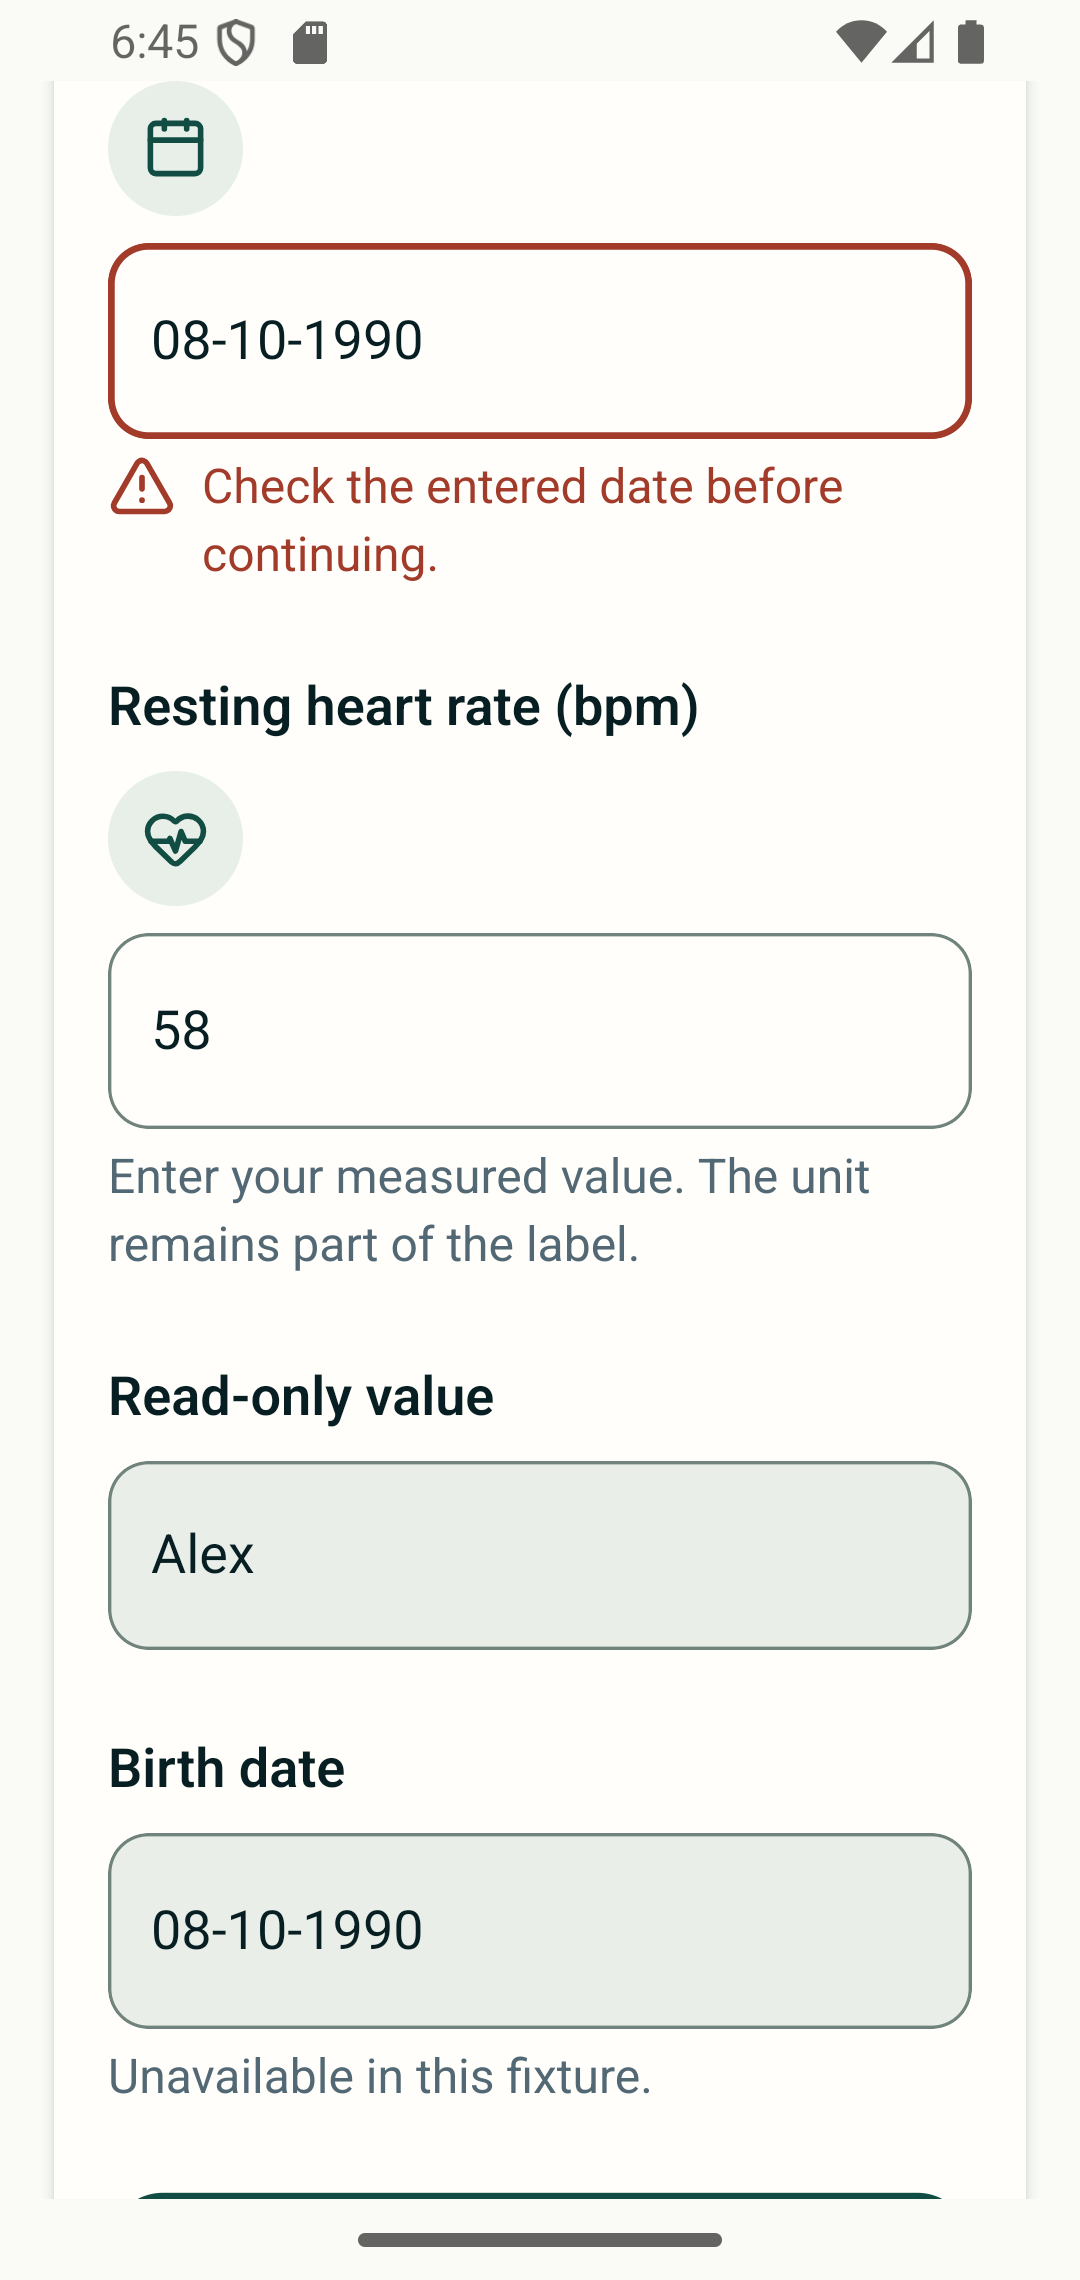 6:45
08-10-1990
Check the entered date before
continuing.
Resting heart rate (bpm)
58
Enter your measured value. The unit
remains part of the label.
Read-only value
Alex
Birth date
08-10-1990
Unavailable in this fixture.